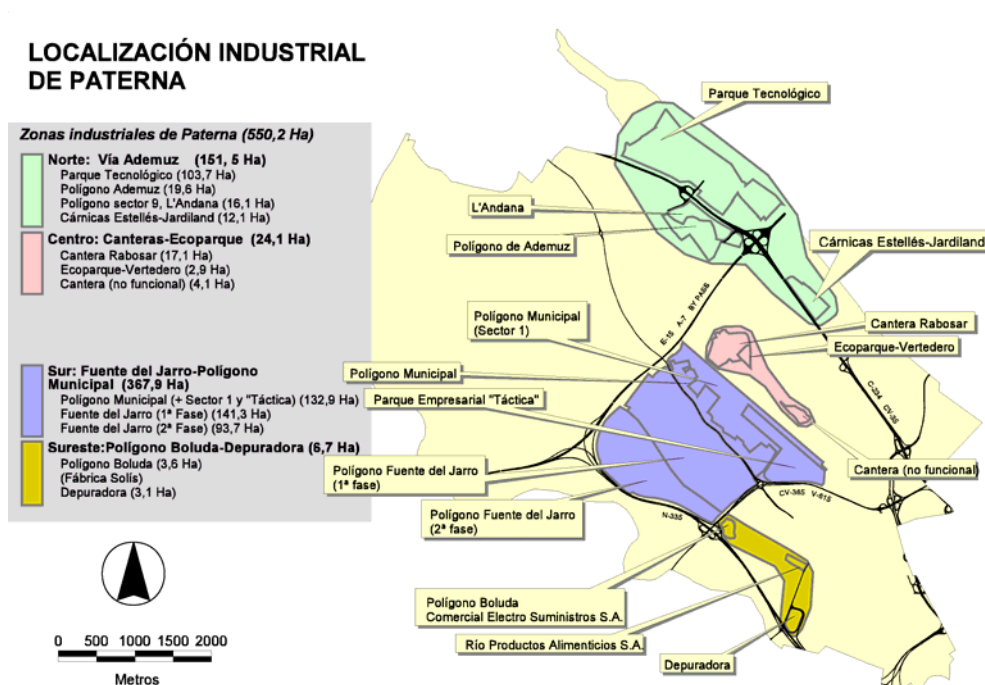 LOCALIZACIÓN INDUSTRIAL
DE PATERNA
Zonas industriales de Paterna (550,2 Ha)
Norte: Vía Ademuz (151, 5 Ha)
Parque Tecnológico (103,7 Ha)
Polígono Ademuz (19,6 Ha)
Polígono sector 9, L'Andana (16,1 Ha)
Cárnicas Estellés-Jardiland (12,1 Ha)
Centro: Canteras-Ecoparque (24,1 Ha)
Cantera Rabosar (17,1 Ha)
Ecoparque-Vertedero (2,9 Ha)
Cantera (no funcional) (4,1 Ha)
Sur: Fuente del Jarro-Polígono
Municipal (367,9 Ha)
Polígono Municipal (+ Sector 1 y "Táctica) (132,9 Ha)
Fuente del Jarro (1ª Fase) (141,3 Ha)
Fuente del Jarro (2ª Fase) (93,7 Ha)
Sureste:Polígono Boluda-Depuradora (6,7 Ha)
Polígono Boluda (3,6 Ha)
(Fábrica Solís)
Depuradora (3,1 Ha)
0 500 1000 1500 2000
Metros
Parque Tecnológico
L'Andana
Polígono de Ademuz
Cárnicas Estellés-Jardiland
E-15 A-7 BY PASS
Polígono Municipal
(Sector 1)
Cantera Rabosar
Ecoparque-Vertedero
Polígono Municipal
Parque Empresarial "Táctica"
C-234 CV-35
Cantera (no funcional)
Polígono Fuente del Jarro
(1ª fase)
CV-365 V-615
Polígono Fuente del Jarro
(2ª fase)
N-335
Polígono Boluda
Comercial Electro Suministros S.A.
Río Productos Alimenticios S.A.
Depuradora